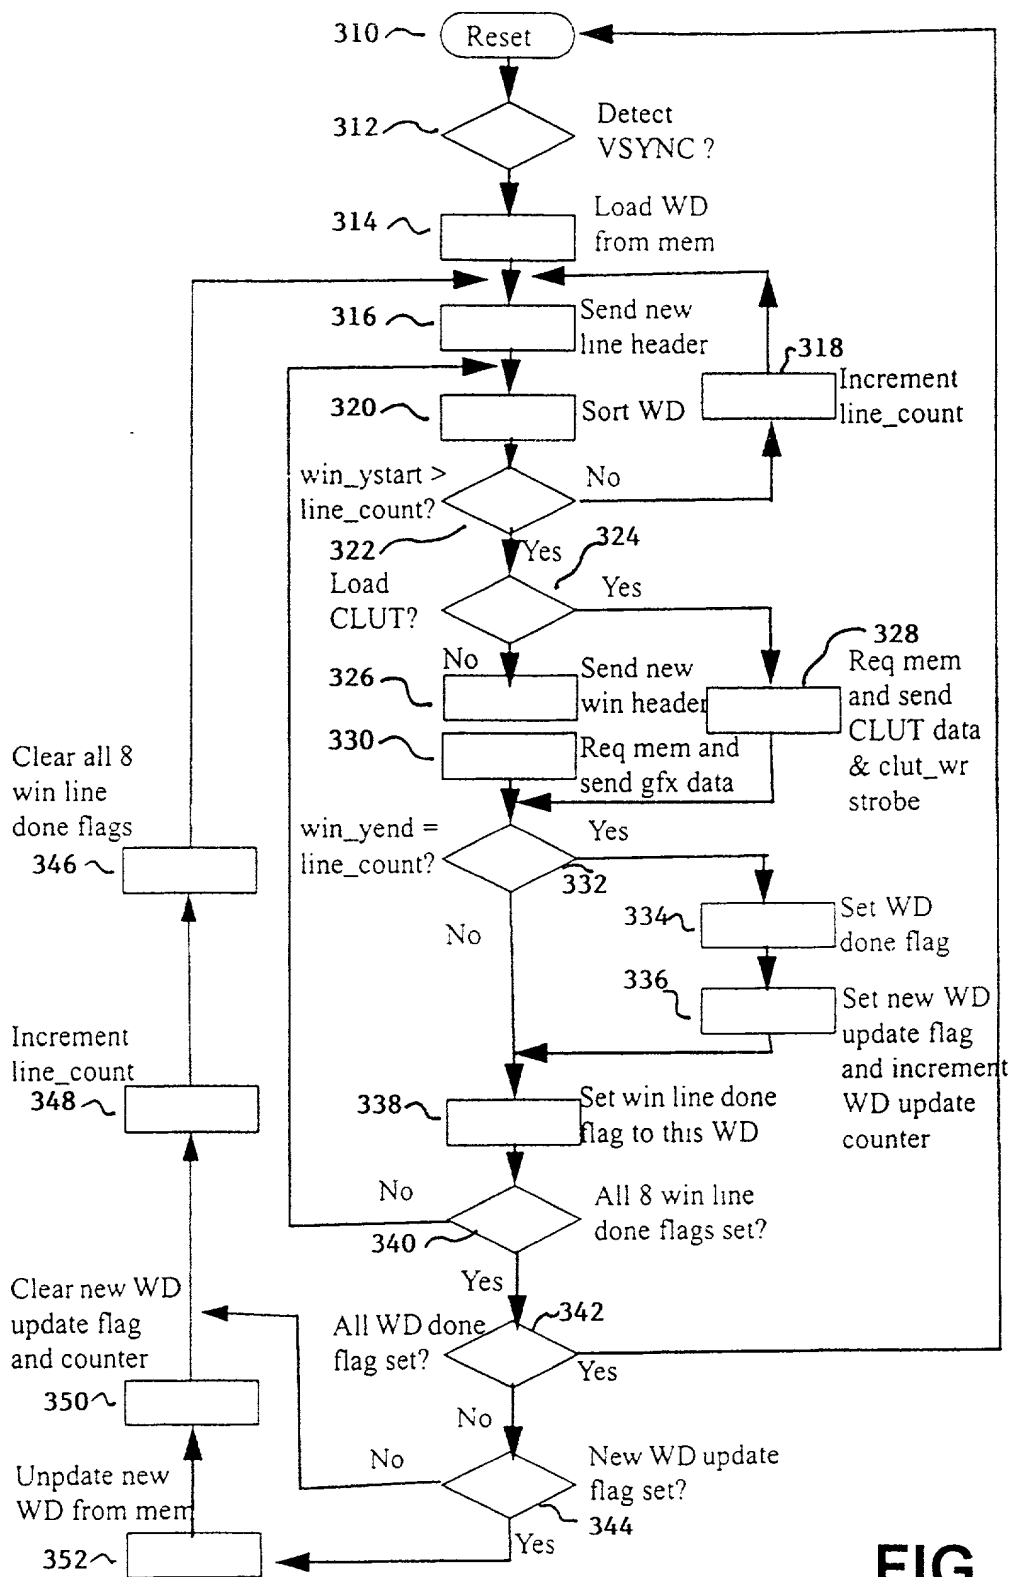 310
Reset
312
Detect
VSYNC ?
314
Load WD
from mem
316
Send new
line header
318
Increment
line_count
320
Sort WD
win_ystart >
line_count?
No
322
Yes
324
Load
CLUT?
Yes
No
326
Send new
win header
328
Req mem
and send
CLUT data
& clut_wr
strobe
330
Req mem and
send gfx data
win_yend =
line_count?
Yes
332
No
334
Set WD
done flag
336
Set new WD
update flag
and increment
WD update
counter
338
Set win line done
flag to this WD
No
340
All 8 win line
done flags set?
Yes
342
All WD done
flag set?
Yes
No
No
New WD update
flag set?
344
Yes
Clear all 8
win line
done flags
346
Increment
line_count
348
Clear new WD
update flag
and counter
350
Unpdate new
WD from mem
352
FIG